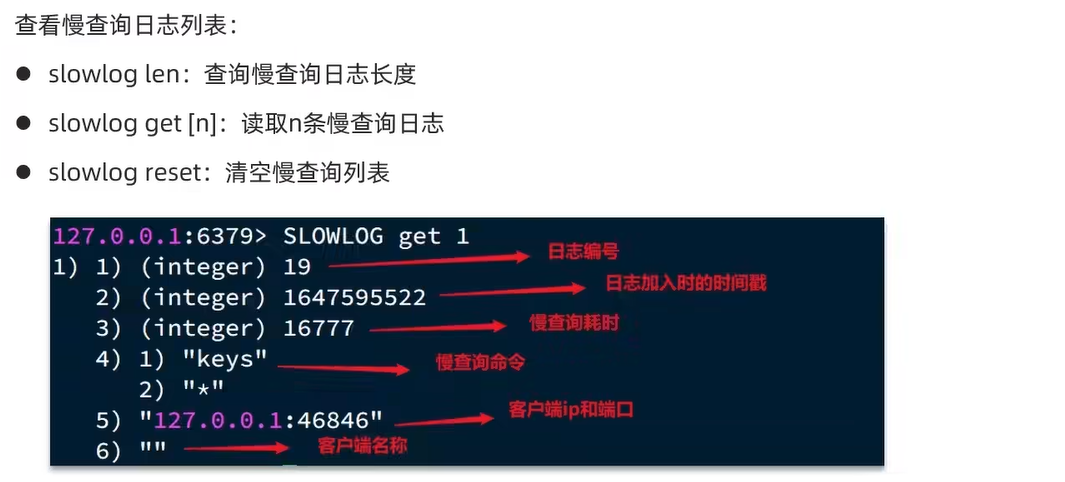 查看慢查询日志列表：
● slowlog len：查询慢查询日志长度
● slowlog get [n]：读取n条慢查询日志
● slowlog reset：清空慢查询列表
127.0.0.1:6379> SLOWLOG get 1
1) 1) (integer) 19 日志编号
2) (integer) 1647595522 日志加入时的时间戳
3) (integer) 16777 慢查询耗时
4) 1) "keys" 慢查询命令
2) "*"
5) "127.0.0.1:46846" 客户端ip和端口
6) "" 客户端名称